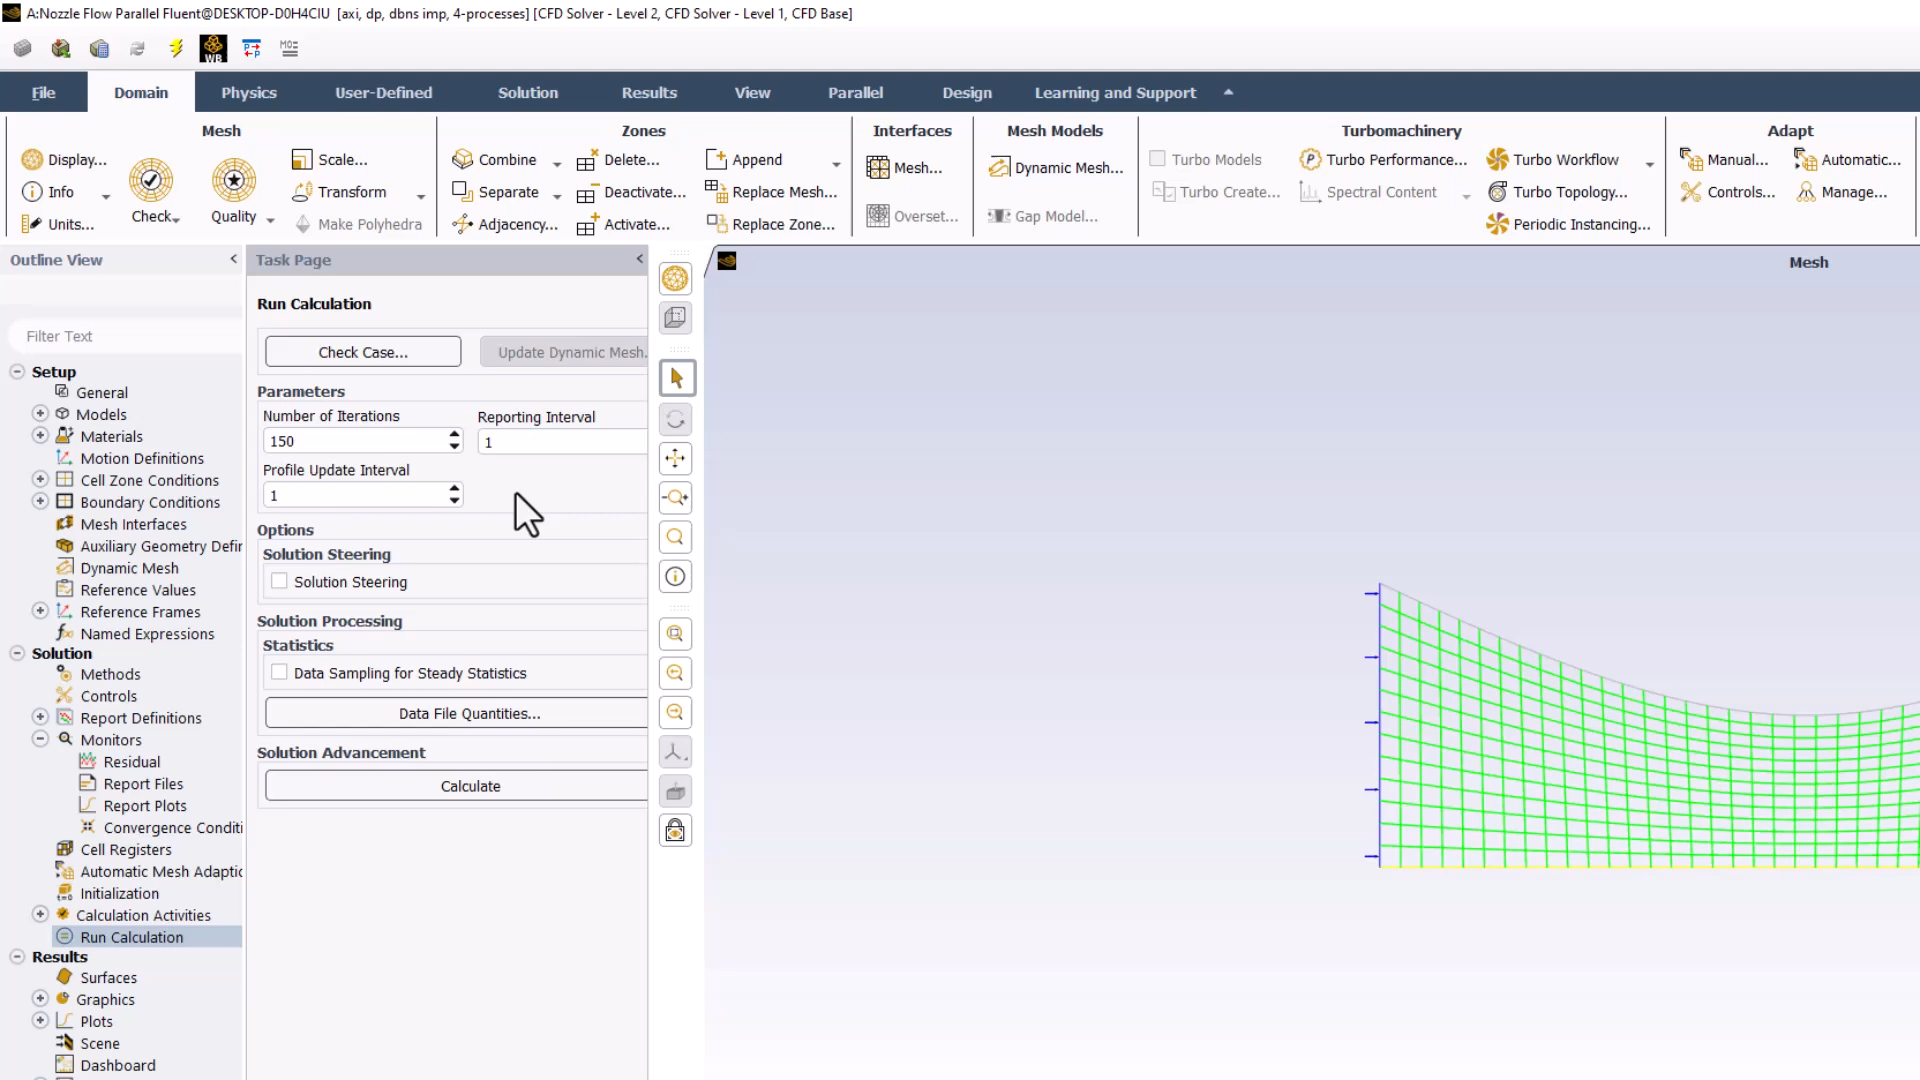 A:Nozzle Flow Parallel Fluent@DESKTOP-D0H4CIU [axi, dp, dbns imp, 4-processes] [CFD Solver - Level 2, CFD Solver - Level 1, CFD Base]
WB
File Domain Physics User-Defined Solution Results View Parallel Design Learning and Support
Mesh Zones Interfaces Mesh Models Turbomachinery Adapt
Display... Scale... Combine Delete... Append Mesh... Dynamic Mesh... Turbo Models Turbo Performance... Turbo Workflow Manual... Automatic...
Info Check Quality Transform Separate Deactivate... Replace Mesh... Overset... Gap Model... Turbo Create... Spectral Content Turbo Topology... Controls... Manage...
Units... Make Polyhedra Adjacency... Activate... Replace Zone... Periodic Instancing...
Outline View
Filter Text
Setup
General
Models
Materials
Motion Definitions
Cell Zone Conditions
Boundary Conditions
Mesh Interfaces
Auxiliary Geometry Defir
Dynamic Mesh
Reference Values
Reference Frames
Named Expressions
Solution
Methods
Controls
Report Definitions
Monitors
Residual
Report Files
Report Plots
Convergence Conditi
Cell Registers
Automatic Mesh Adaptic
Initialization
Calculation Activities
Run Calculation
Results
Surfaces
Graphics
Plots
Scene
Dashboard
Task Page
Run Calculation
Check Case... Update Dynamic Mesh.
Parameters
Number of Iterations Reporting Interval
150 1
Profile Update Interval
1
Options
Solution Steering
Solution Steering
Solution Processing
Statistics
Data Sampling for Steady Statistics
Data File Quantities...
Solution Advancement
Calculate
Mesh